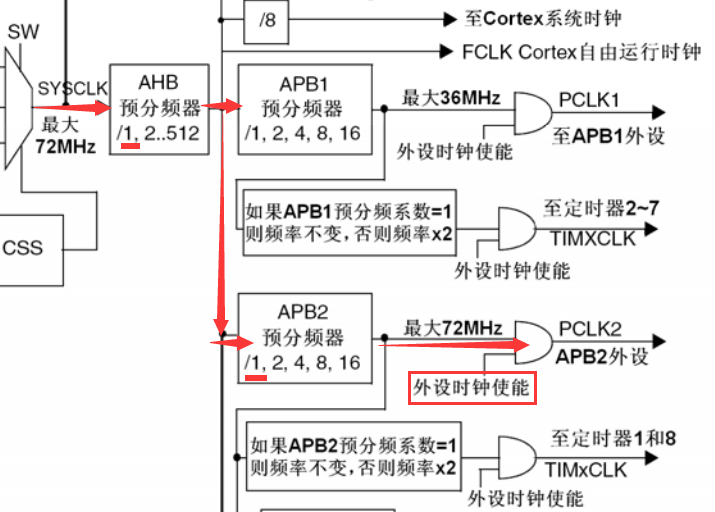 /8
至Cortex系统时钟
FCLK Cortex自由运行时钟
SW
SYSCLK
最大
72MHz
AHB
预分频器
/1, 2..512
APB1
预分频器
/1, 2, 4, 8, 16
最大36MHz
PCLK1
至APB1外设
外设时钟使能
如果APB1预分频系数=1
则频率不变,否则频率x2
至定时器2~7
TIMXCLK
外设时钟使能
CSS
APB2
预分频器
/1, 2, 4, 8, 16
最大72MHz
PCLK2
APB2外设
外设时钟使能
如果APB2预分频系数=1
则频率不变,否则频率x2
至定时器1和8
TIMxCLK
外设时钟使能